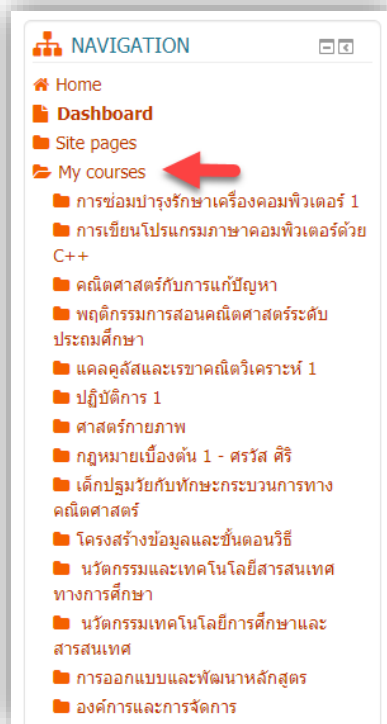 NAVIGATION
Home
Dashboard
Site pages
My courses
การซ่อมบำรุงรักษาเครื่องคอมพิวเตอร์ 1
การเขียนโปรแกรมภาษาคอมพิวเตอร์ด้วย
C++
คณิตศาสตร์กับการแก้ปัญหา
พฤติกรรมการสอนคณิตศาสตร์ระดับ
ประถมศึกษา
แคลคูลัสและเรขาคณิตวิเคราะห์ 1
ปฏิบัติการ 1
ศาสตร์กายภาพ
กฎหมายเบื้องต้น 1 - ศรวัส ศิริ
เด็กปฐมวัยกับทักษะกระบวนการทาง
คณิตศาสตร์
โครงสร้างข้อมูลและขั้นตอนวิธี
นวัตกรรมและเทคโนโลยีสารสนเทศ
ทางการศึกษา
นวัตกรรมเทคโนโลยีการศึกษาและ
สารสนเทศ
การออกแบบและพัฒนาหลักสูตร
องค์การและการจัดการ